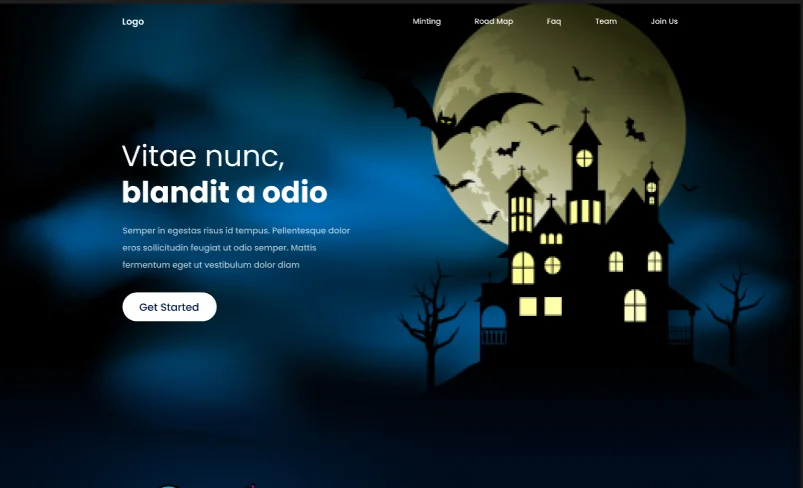 Logo
Minting
Road Map
Faq
Team
Join Us
Vitae nunc,
blandit a odio
Semper in egestas risus id tempus. Pellentesque dolor
eros sollicitudin feugiat ut odio semper. Mattis
fermentum eget ut vestibulum dolor diam
Get Started